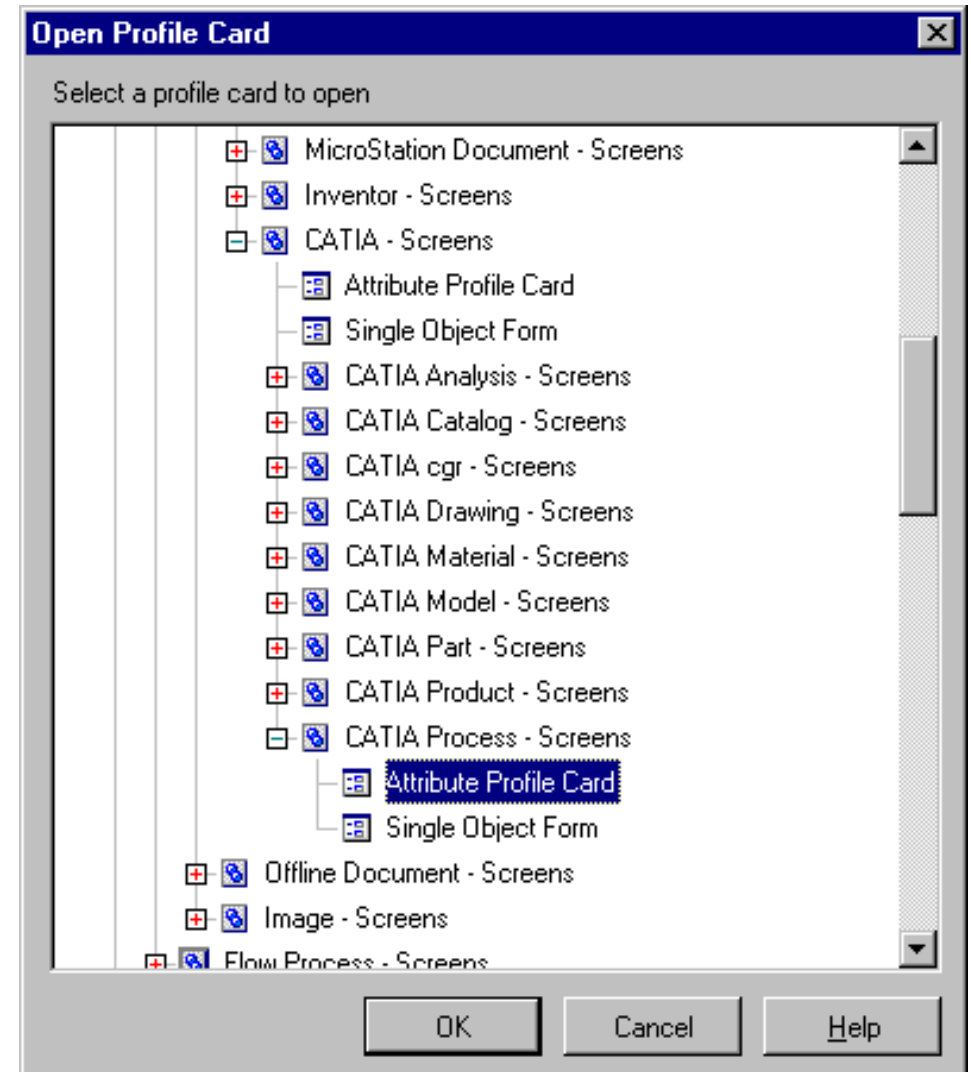 Open Profile Card
Select a profile card to open
MicroStation Document - Screens
Inventor - Screens
CATIA - Screens
Attribute Profile Card
Single Object Form
CATIA Analysis - Screens
CATIA Catalog - Screens
CATIA cgr - Screens
CATIA Drawing - Screens
CATIA Material - Screens
CATIA Model - Screens
CATIA Part - Screens
CATIA Product - Screens
CATIA Process - Screens
Attribute Profile Card
Single Object Form
Offline Document - Screens
Image - Screens
Flow Process - Screens
OK Cancel Help